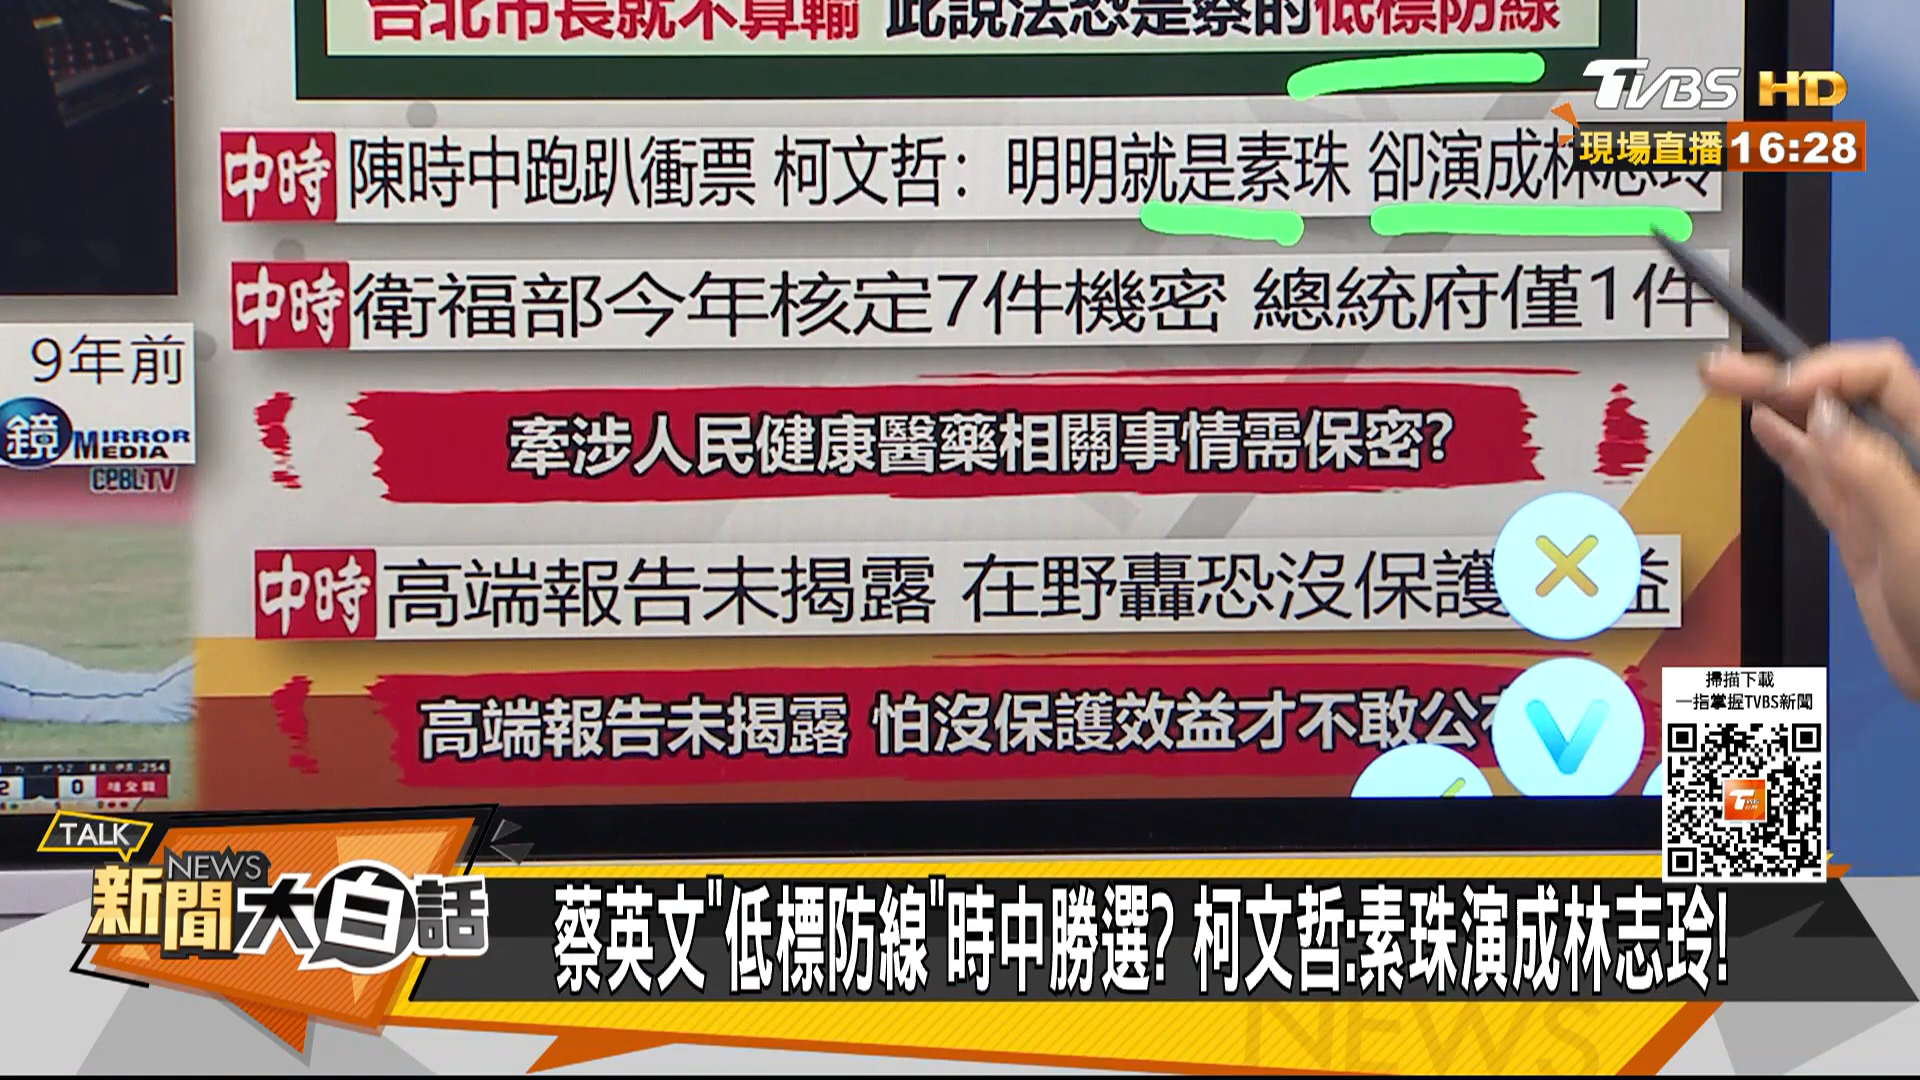 台北市長就不算輸 此說法恐是蔡的低標防線
TVBS HD
現場直播 16:28
中時 陳時中跑趴衝票 柯文哲：明明就是素珠 卻演成林志玲
中時 衛福部今年核定7件機密 總統府僅1件
9年前
鏡 MIRROR MEDIA
CPBLTV
牽涉人民健康醫藥相關事情需保密?
中時 高端報告未揭露 在野轟恐沒保護 益
高端報告未揭露 怕沒保護效益才不敢公
掃描下載
一指掌握TVBS新聞
TALK
NEWS
新聞大白話
蔡英文"低標防線"時中勝選? 柯文哲:素珠演成林志玲!
NEWS